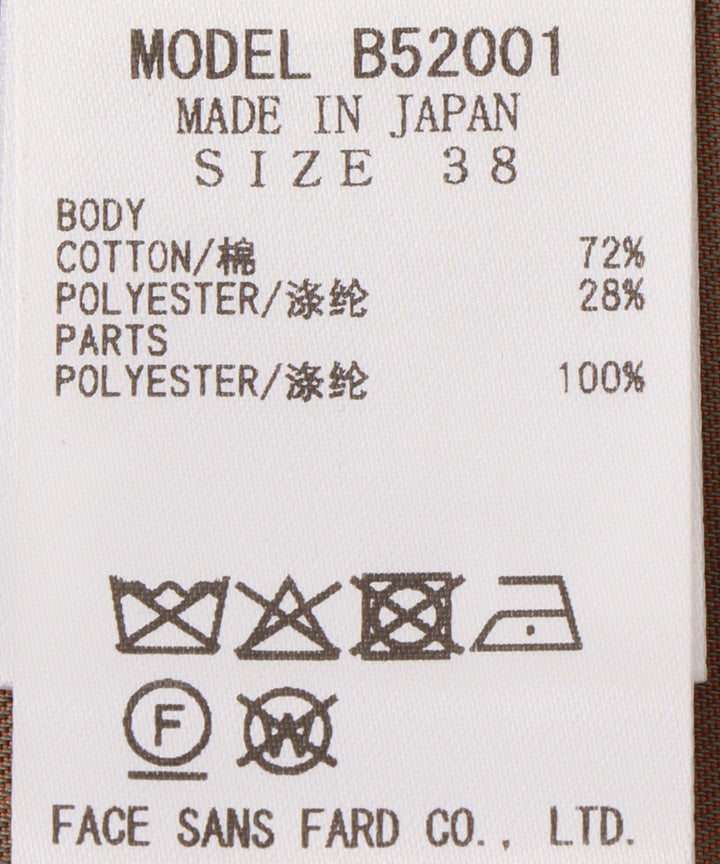 MODEL B52001
MADE IN JAPAN
SIZE 38
BODY
COTTON/棉 72%
POLYESTER/涤纶 28%
PARTS
POLYESTER/涤纶 100%
F W
FACE SANS FARD CO., LTD.